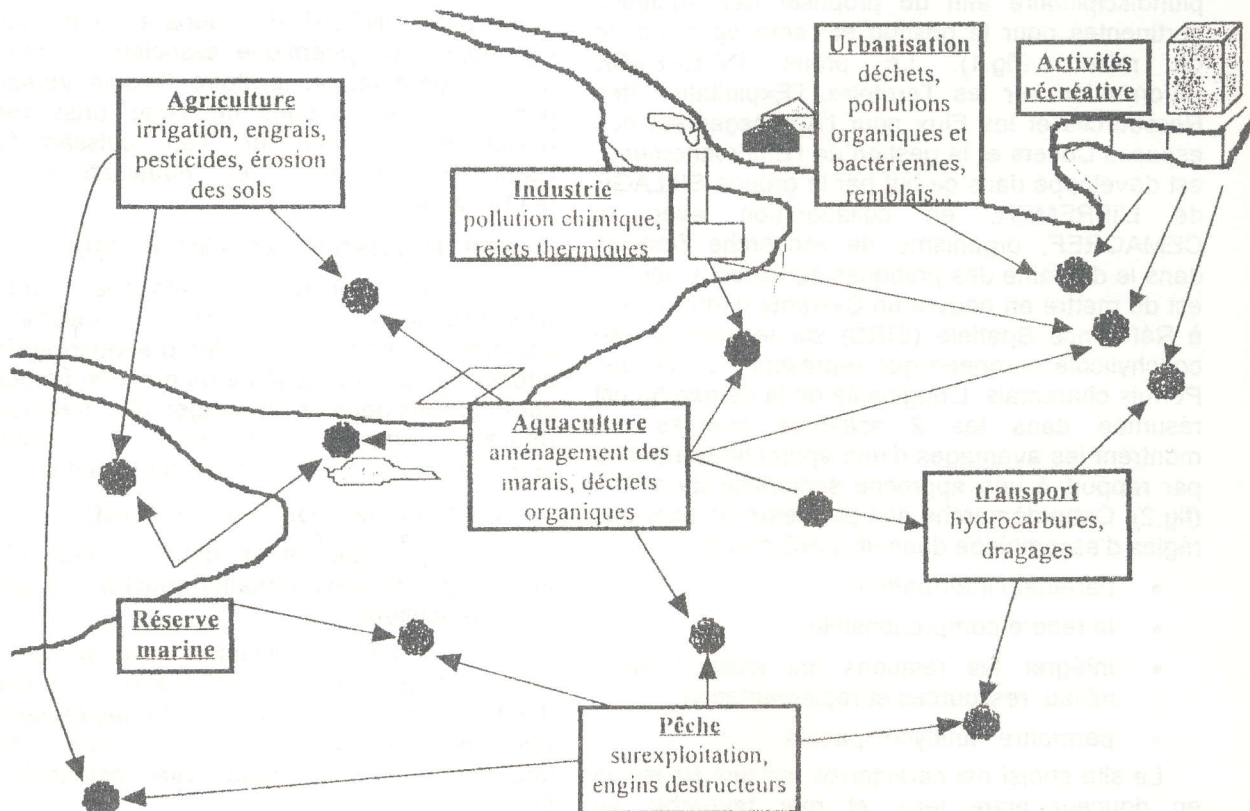 Agriculture
irrigation, engrais,
pesticides, érosion
des sols
Industrie
pollution chimique,
rejets thermiques
Urbanisation
déchets,
pollutions
organiques et
bactériennes,
remblais...
Activités
récréative
Aquaculture
aménagement des
marais, déchets
organiques
transport
hydrocarbures,
dragages
Réserve
marine
Pêche
surexploitation,
engins destructeurs